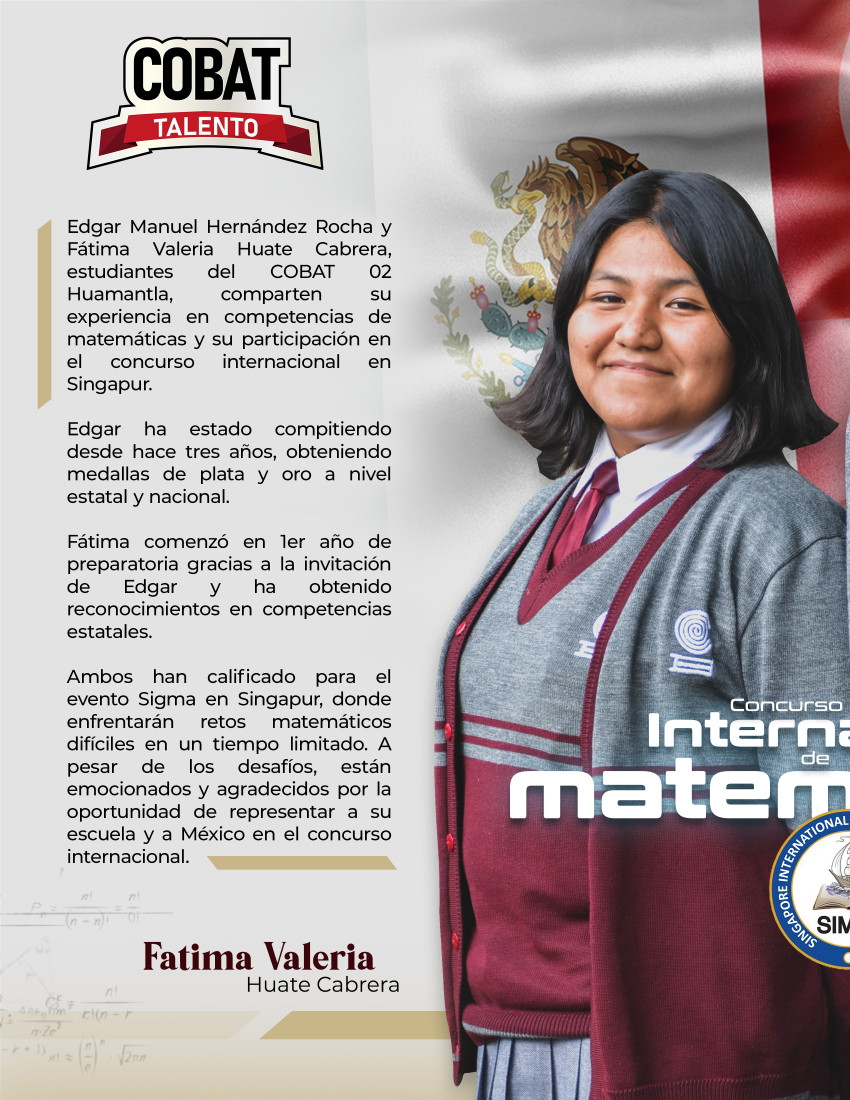 COBAT
TALENTO
Edgar Manuel Hernández Rocha y
Fátima Valeria Huate Cabrera,
estudiantes del COBAT 02
Huamantla, comparten su
experiencia en competencias de
matemáticas y su participación en
el concurso internacional en
Singapur.
Edgar ha estado compitiendo
desde hace tres años, obteniendo
medallas de plata y oro a nivel
estatal y nacional.
Fátima comenzó en 1er año de
preparatoria gracias a la invitación
de Edgar y ha obtenido
reconocimientos en competencias
estatales.
Ambos han calificado para el
evento Sigma en Singapur, donde
enfrentarán retos matemáticos
difíciles en un tiempo limitado. A
pesar de los desafíos, están
emocionados y agradecidos por la
oportunidad de representar a su
escuela y a México en el concurso
internacional.
Concurso
Interna
de
matem
SINGAPORE INTERNATIONAL
SIM
Fatima Valeria
Huate Cabrera